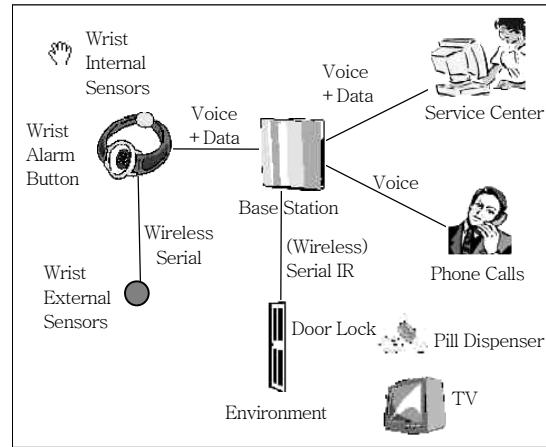 Wrist
Internal
Sensors
Wrist
Alarm
Button
Voice
+ Data
Voice
+ Data
Service Center
Base Station
Voice
Phone Calls
Wireless
Serial
Wrist
External
Sensors
(Wireless)
Serial IR
Door Lock
Environment
Pill Dispenser
TV